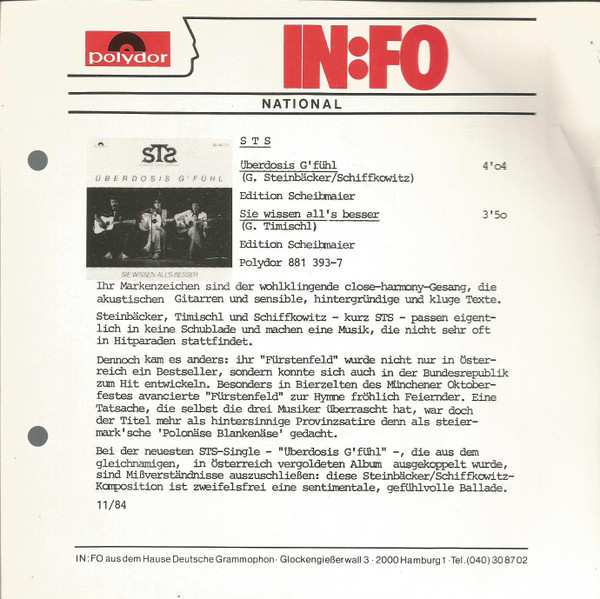 polydor
IN:FO
NATIONAL
STS
ÜBERDOSIS G'FÜHL
SIE WISSEN ALL'S BESSER
S T S
Überdosis G'fühl 4'o4
(G. Steinbäcker/Schiffkowitz)
Edition Scheibmaier
Sie wissen all's besser 3'5o
(G. Timischl)
Edition Scheibmaier
Polydor 881 393-7
Ihr Markenzeichen sind der wohlklingende close-harmony-Gesang, die
akustischen Gitarren und sensible, hintergründige und kluge Texte.
Steinbäcker, Timischl und Schiffkowitz - kurz STS - passen eigent-
lich in keine Schublade und machen eine Musik, die nicht sehr oft
in Hitparaden stattfindet.
Dennoch kam es anders: ihr "Fürstenfeld" wurde nicht nur in Öster-
reich ein Bestseller, sondern konnte sich auch in der Bundesrepublik
zum Hit entwickeln. Besonders in Bierzelten des Münchener Oktober-
festes avancierte "Fürstenfeld" zur Hymne fröhlich Feiernder. Eine
Tatsache, die selbst die drei Musiker überrascht hat, war doch
der Titel mehr als hintersinnige Provinzsatire denn als steier-
mark'sche 'Polonäse Blankenäse' gedacht.
Bei der neuesten STS-Single - "Überdosis G'fühl" -, die aus dem
gleichnamigen, in Österreich vergoldeten Album ausgekoppelt wurde,
sind Mißverständnisse auszuschließen: diese Steinbäcker/Schiffkowitz-
Komposition ist zweifelsfrei eine sentimentale, gefühlvolle Ballade.
11/84
IN:FO aus dem Hause Deutsche Grammophon · Glockengießerwall 3 · 2000 Hamburg 1 · Tel. (040) 30 87 02